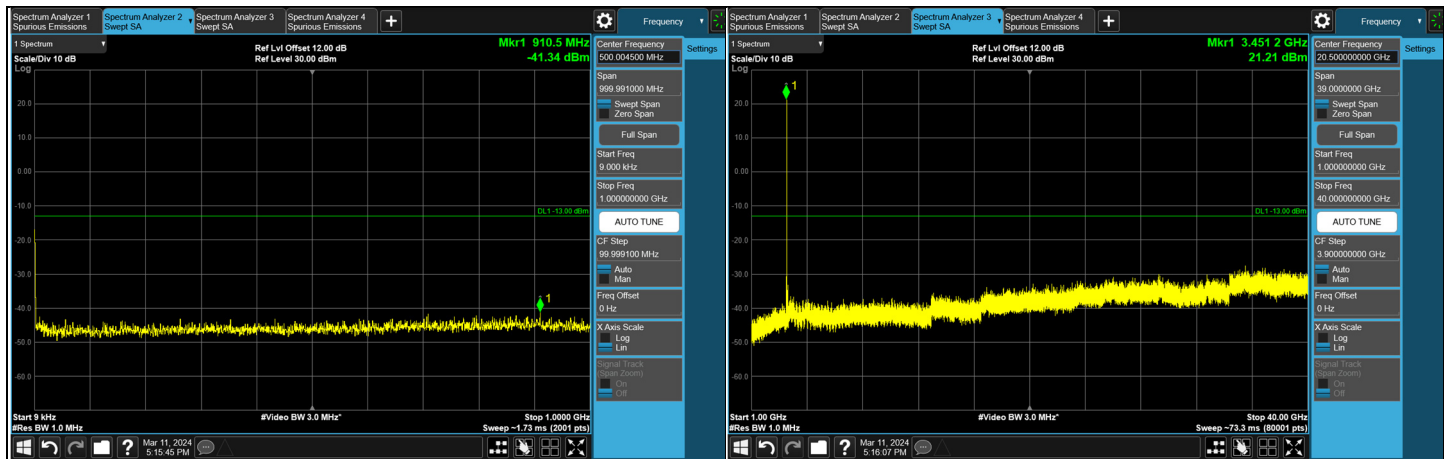 Spectrum Analyzer 1
Spurious Emissions
Spectrum Analyzer 2
Swept SA
Spectrum Analyzer 3
Swept SA
Spectrum Analyzer 4
Spurious Emissions
Frequency
1 Spectrum
Scale/Div 10 dB
Log
Ref Lvl Offset 12.00 dB
Ref Level 30.00 dBm
Mkr1 910.5 MHz
-41.34 dBm
20.0
10.0
0.00
-10.0
-20.0
-30.0
-40.0
-50.0
-60.0
1
DL1 -13.00 dBm
Start 9 kHz
#Res BW 1.0 MHz
#Video BW 3.0 MHz*
Stop 1.0000 GHz
Sweep ~1.73 ms (2001 pts)
Center Frequency
500.004500 MHz
Settings
Span
999.991000 MHz
Swept Span
Zero Span
Full Span
Start Freq
9.000 kHz
Stop Freq
1.000000000 GHz
AUTO TUNE
CF Step
99.999100 MHz
Auto
Man
Freq Offset
0 Hz
X Axis Scale
Log
Lin
Signal Track
(Span Zoom)
On
Off
?
Mar 11, 2024
5:15:45 PM
Spectrum Analyzer 1
Spurious Emissions
Spectrum Analyzer 2
Swept SA
Spectrum Analyzer 3
Swept SA
Spectrum Analyzer 4
Spurious Emissions
Frequency
1 Spectrum
Scale/Div 10 dB
Log
Ref Lvl Offset 12.00 dB
Ref Level 30.00 dBm
Mkr1 3.451 2 GHz
21.21 dBm
20.0
10.0
0.00
-10.0
-20.0
-30.0
-40.0
-50.0
-60.0
1
DL1 -13.00 dBm
Start 1.00 GHz
#Res BW 1.0 MHz
#Video BW 3.0 MHz*
Stop 40.00 GHz
Sweep ~73.3 ms (80001 pts)
Center Frequency
20.50000000 GHz
Settings
Span
39.0000000 GHz
Swept Span
Zero Span
Full Span
Start Freq
1.000000000 GHz
Stop Freq
40.000000000 GHz
AUTO TUNE
CF Step
3.900000000 GHz
Auto
Man
Freq Offset
0 Hz
X Axis Scale
Log
Lin
Signal Track
(Span Zoom)
On
Off
?
Mar 11, 2024
5:16:07 PM